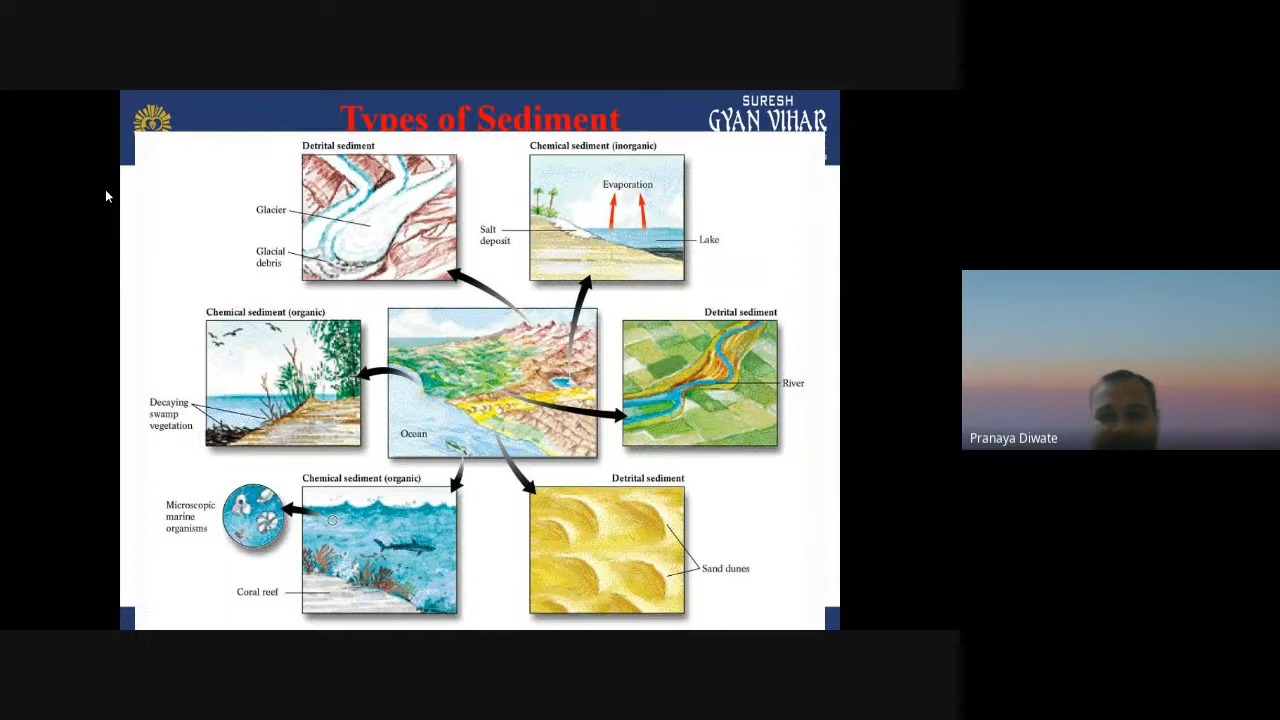 Types of Sediment
SURESH
GYAN VIHAR
Detrital sediment
Glacier
Glacial
debris
Chemical sediment (inorganic)
Evaporation
Salt
deposit
Lake
Chemical sediment (organic)
Decaying
swamp
vegetation
Ocean
Detrital sediment
River
Chemical sediment (organic)
Microscopic
marine
organisms
Coral reef
Detrital sediment
Sand dunes
Pranaya Diwate